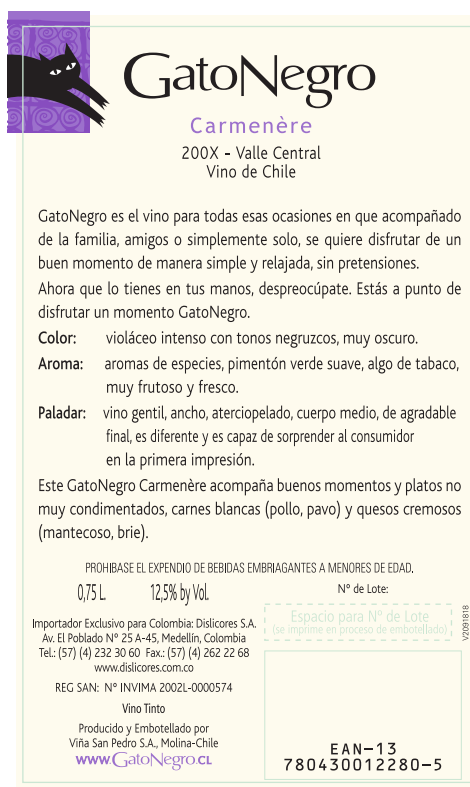 GatoNegro
Carmenère
200X - Valle Central
Vino de Chile
GatoNegro es el vino para todas esas ocasiones en que acompañado
de la familia, amigos o simplemente solo, se quiere disfrutar de un
buen momento de manera simple y relajada, sin pretensiones.
Ahora que lo tienes en tus manos, despreocúpate. Estás a punto de
disfrutar un momento GatoNegro.
Color: violáceo intenso con tonos negruzcos, muy oscuro.
Aroma: aromas de especies, pimentón verde suave, algo de tabaco,
muy frutoso y fresco.
Paladar: vino gentil, ancho, aterciopelado, cuerpo medio, de agradable
final, es diferente y es capaz de sorprender al consumidor
en la primera impresión.
Este GatoNegro Carmenère acompaña buenos momentos y platos no
muy condimentados, carnes blancas (pollo, pavo) y quesos cremosos
(mantecoso, brie).
PROHIBASE EL EXPENDIO DE BEBIDAS EMBRIAGANTES A MENORES DE EDAD.
0,75 L. 12,5% by Vol.
Importador Exclusivo para Colombia: Dislicores S.A.
Av. El Poblado N° 25 A-45, Medellín, Colombia
Tel.: (57) (4) 232 30 60 Fax.: (57) (4) 262 22 68
www.dislicores.com.co
REG SAN: N° INVIMA 2002L-0000574
Vino Tinto
Producido y Embotellado por
Viña San Pedro S.A., Molina-Chile
www.GatoNegro.cl
N° de Lote:
Espacio para N° de Lote
(se imprime en proceso de embotellado)
V2091818
EAN-13
780430012280-5